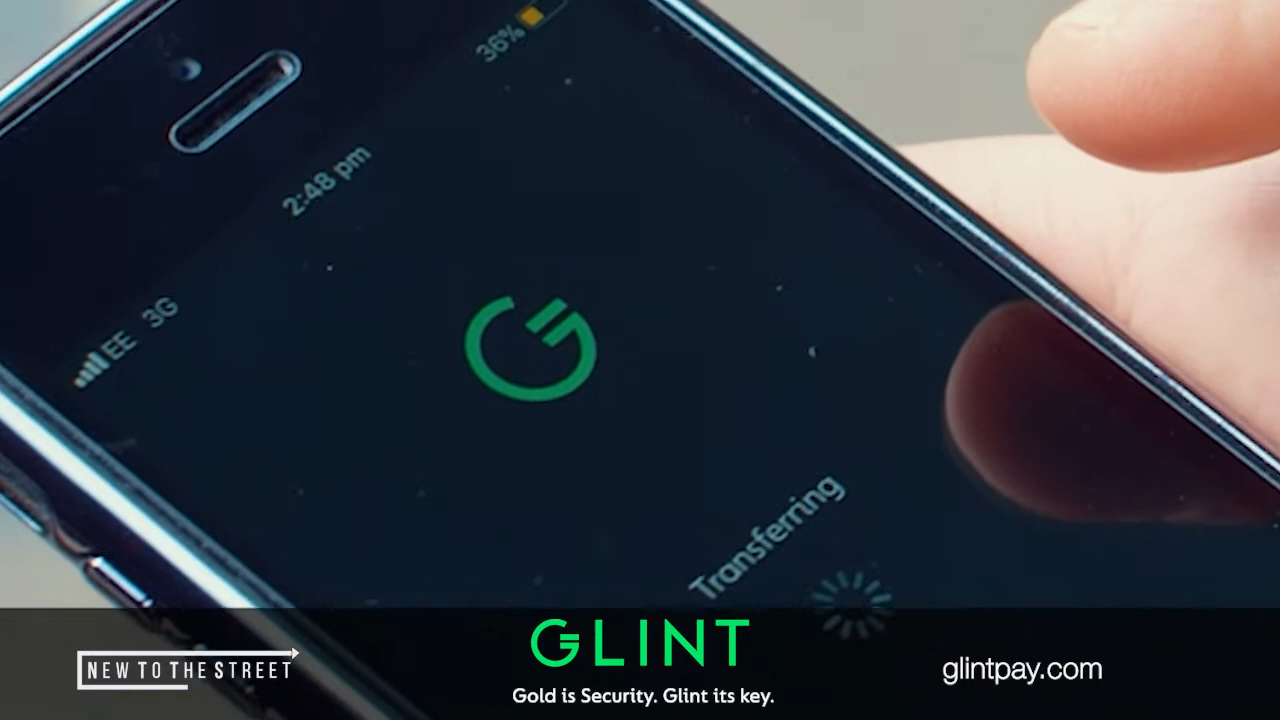 36%
2:48 pm
EE 3G
Transferring
NEW TO THE STREET
GLINT
Gold is Security. Glint its key.
glintpay.com